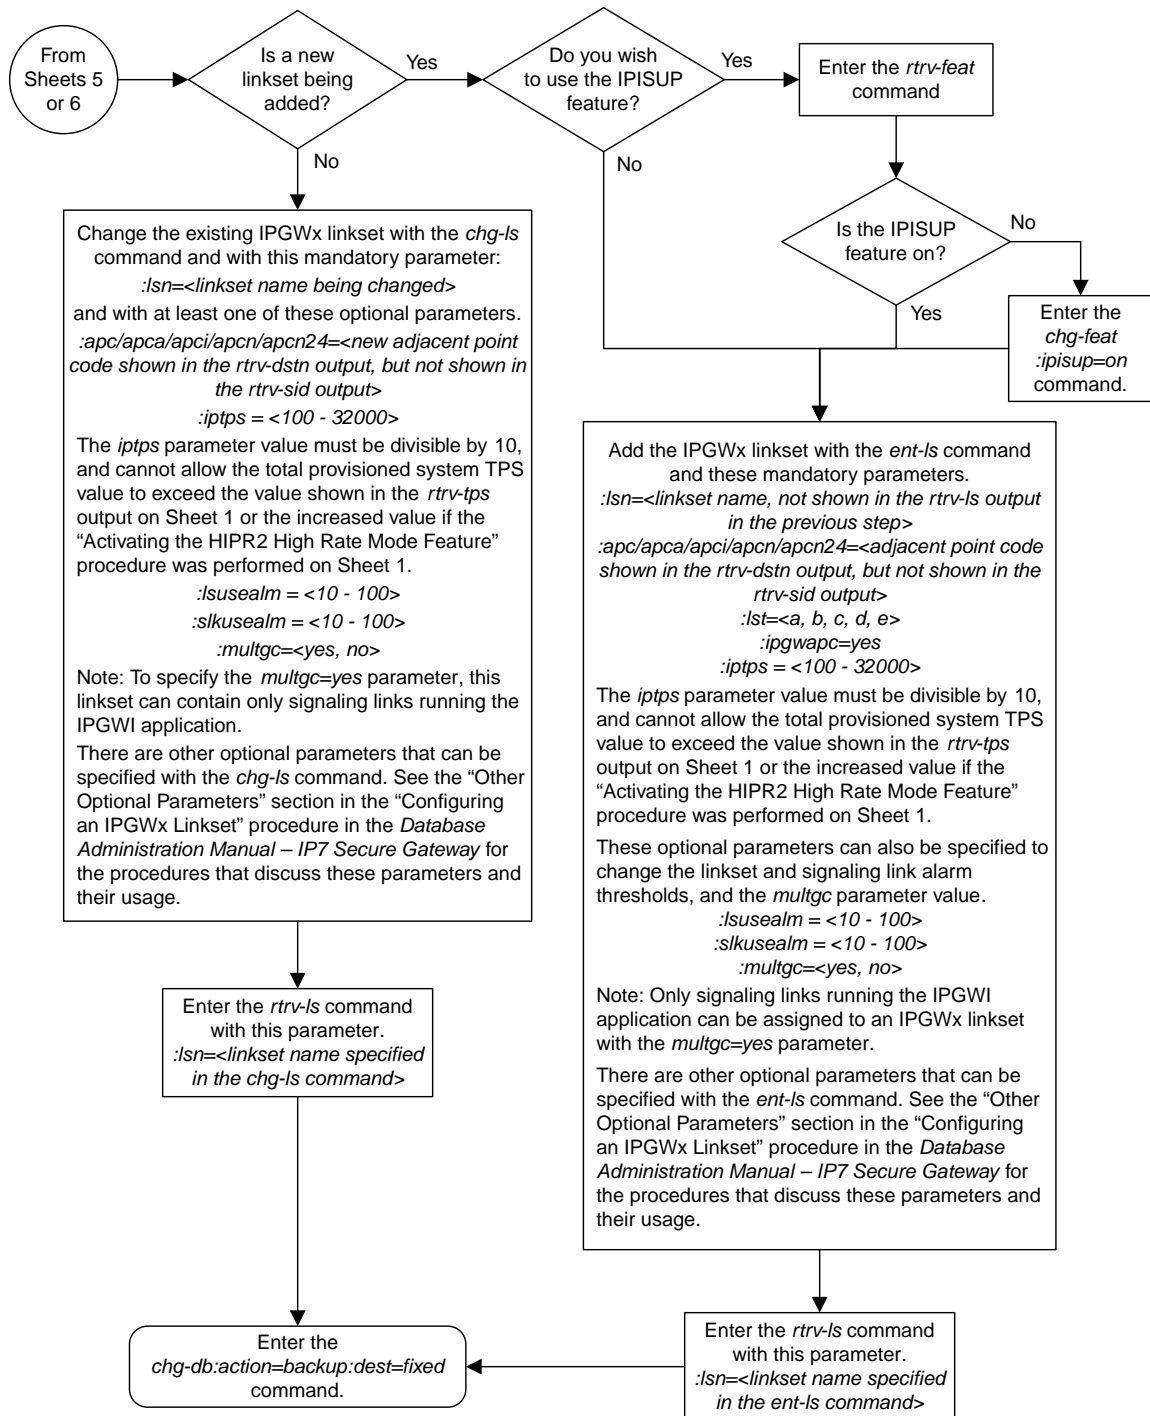 From
Sheets 5
or 6
Is a new
linkset being
added?
Yes
Do you wish
to use the IPISUP
feature?
Yes
Enter the rtrv-feat
command
No
No
Is the IPISUP
feature on?
No
Yes
Enter the
chg-feat
:ipisup=on
command.
Change the existing IPGWx linkset with the chg-ls
command and with this mandatory parameter:
:lsn=<linkset name being changed>
and with at least one of these optional parameters.
:apc/apca/apci/apcn/apcn24=<new adjacent point
code shown in the rtrv-dstn output, but not shown in
the rtrv-sid output>
:iptps = <100 - 32000>
The iptps parameter value must be divisible by 10,
and cannot allow the total provisioned system TPS
value to exceed the value shown in the rtrv-tps
output on Sheet 1 or the increased value if the
“Activating the HIPR2 High Rate Mode Feature”
procedure was performed on Sheet 1.
:lsusealm = <10 - 100>
:slkusealm = <10 - 100>
:multgc=<yes, no>
Note: To specify the multgc=yes parameter, this
linkset can contain only signaling links running the
IPGWI application.
There are other optional parameters that can be
specified with the chg-ls command. See the “Other
Optional Parameters” section in the “Configuring
an IPGWx Linkset” procedure in the Database
Administration Manual – IP7 Secure Gateway for
the procedures that discuss these parameters and
their usage.
Add the IPGWx linkset with the ent-ls command
and these mandatory parameters.
:lsn=<linkset name, not shown in the rtrv-ls output
in the previous step>
:apc/apca/apci/apcn/apcn24=<adjacent point code
shown in the rtrv-dstn output, but not shown in the
rtrv-sid output>
:lst=<a, b, c, d, e>
:ipgwapc=yes
:iptps = <100 - 32000>
The iptps parameter value must be divisible by 10,
and cannot allow the total provisioned system TPS
value to exceed the value shown in the rtrv-tps
output on Sheet 1 or the increased value if the
“Activating the HIPR2 High Rate Mode Feature”
procedure was performed on Sheet 1.
These optional parameters can also be specified to
change the linkset and signaling link alarm
thresholds, and the multgc parameter value.
:lsusealm = <10 - 100>
:slkusealm = <10 - 100>
:multgc=<yes, no>
Note: Only signaling links running the IPGWI
application can be assigned to an IPGWx linkset
with the multgc=yes parameter.
There are other optional parameters that can be
specified with the ent-ls command. See the “Other
Optional Parameters” section in the “Configuring
an IPGWx Linkset” procedure in the Database
Administration Manual – IP7 Secure Gateway for
the procedures that discuss these parameters and
their usage.
Enter the rtrv-ls command
with this parameter.
:lsn=<linkset name specified
in the chg-ls command>
Enter the
chg-db:action=backup:dest=fixed
command.
Enter the rtrv-ls command
with this parameter.
:lsn=<linkset name specified
in the ent-ls command>